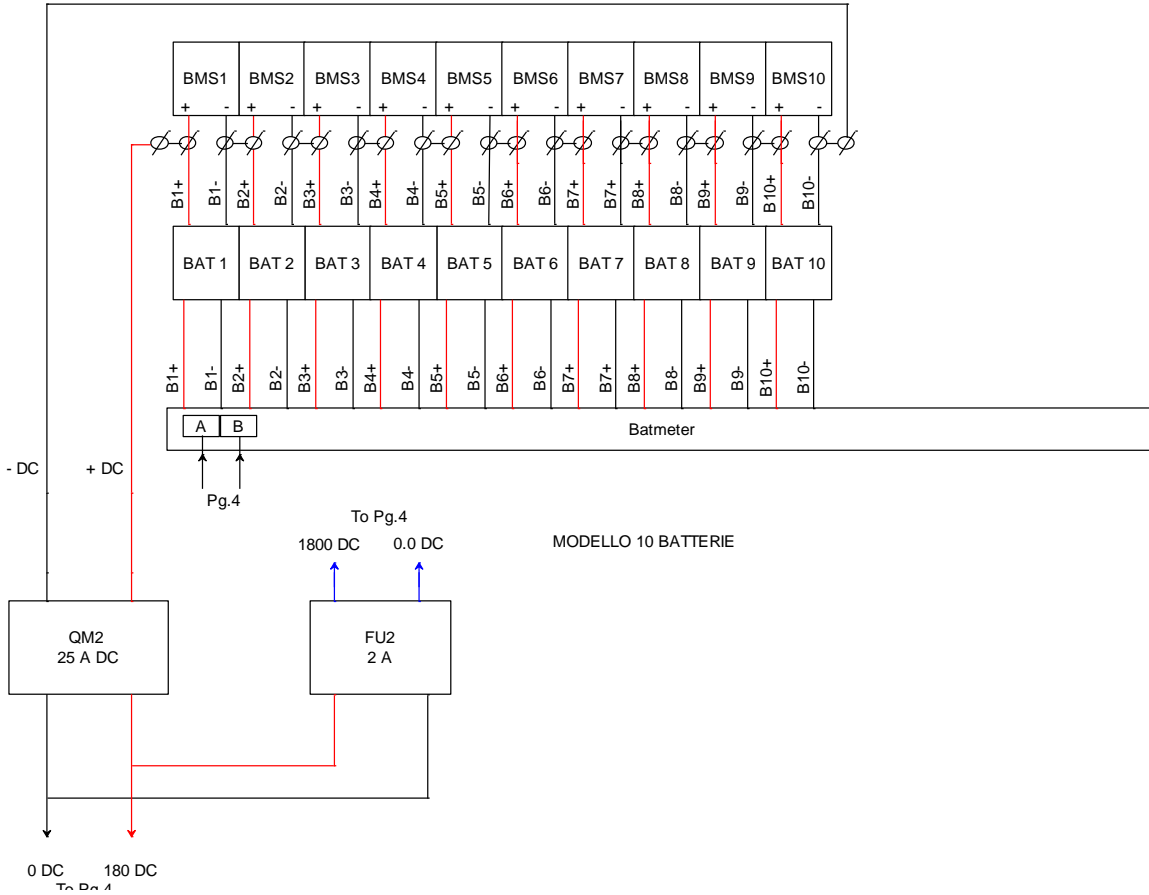 BMS1 BMS2 BMS3 BMS4 BMS5 BMS6 BMS7 BMS8 BMS9 BMS10
+ - + - + - + - + - + - + - + - + - + -
B1+ B1- B2+ B2- B3+ B3- B4+ B4- B5+ B5- B6+ B6- B7+ B7+ B8+ B8- B9+ B9- B10+ B10-
BAT 1 BAT 2 BAT 3 BAT 4 BAT 5 BAT 6 BAT 7 BAT 8 BAT 9 BAT 10
B1+ B1- B2+ B2- B3+ B3- B4+ B4- B5+ B5- B6+ B6- B7+ B7+ B8+ B8- B9+ B9- B10+ B10-
A B Batmeter
- DC + DC
Pg.4
To Pg.4
1800 DC 0.0 DC MODELLO 10 BATTERIE
QM2
25 A DC
FU2
2 A
0 DC 180 DC
To Pg.4